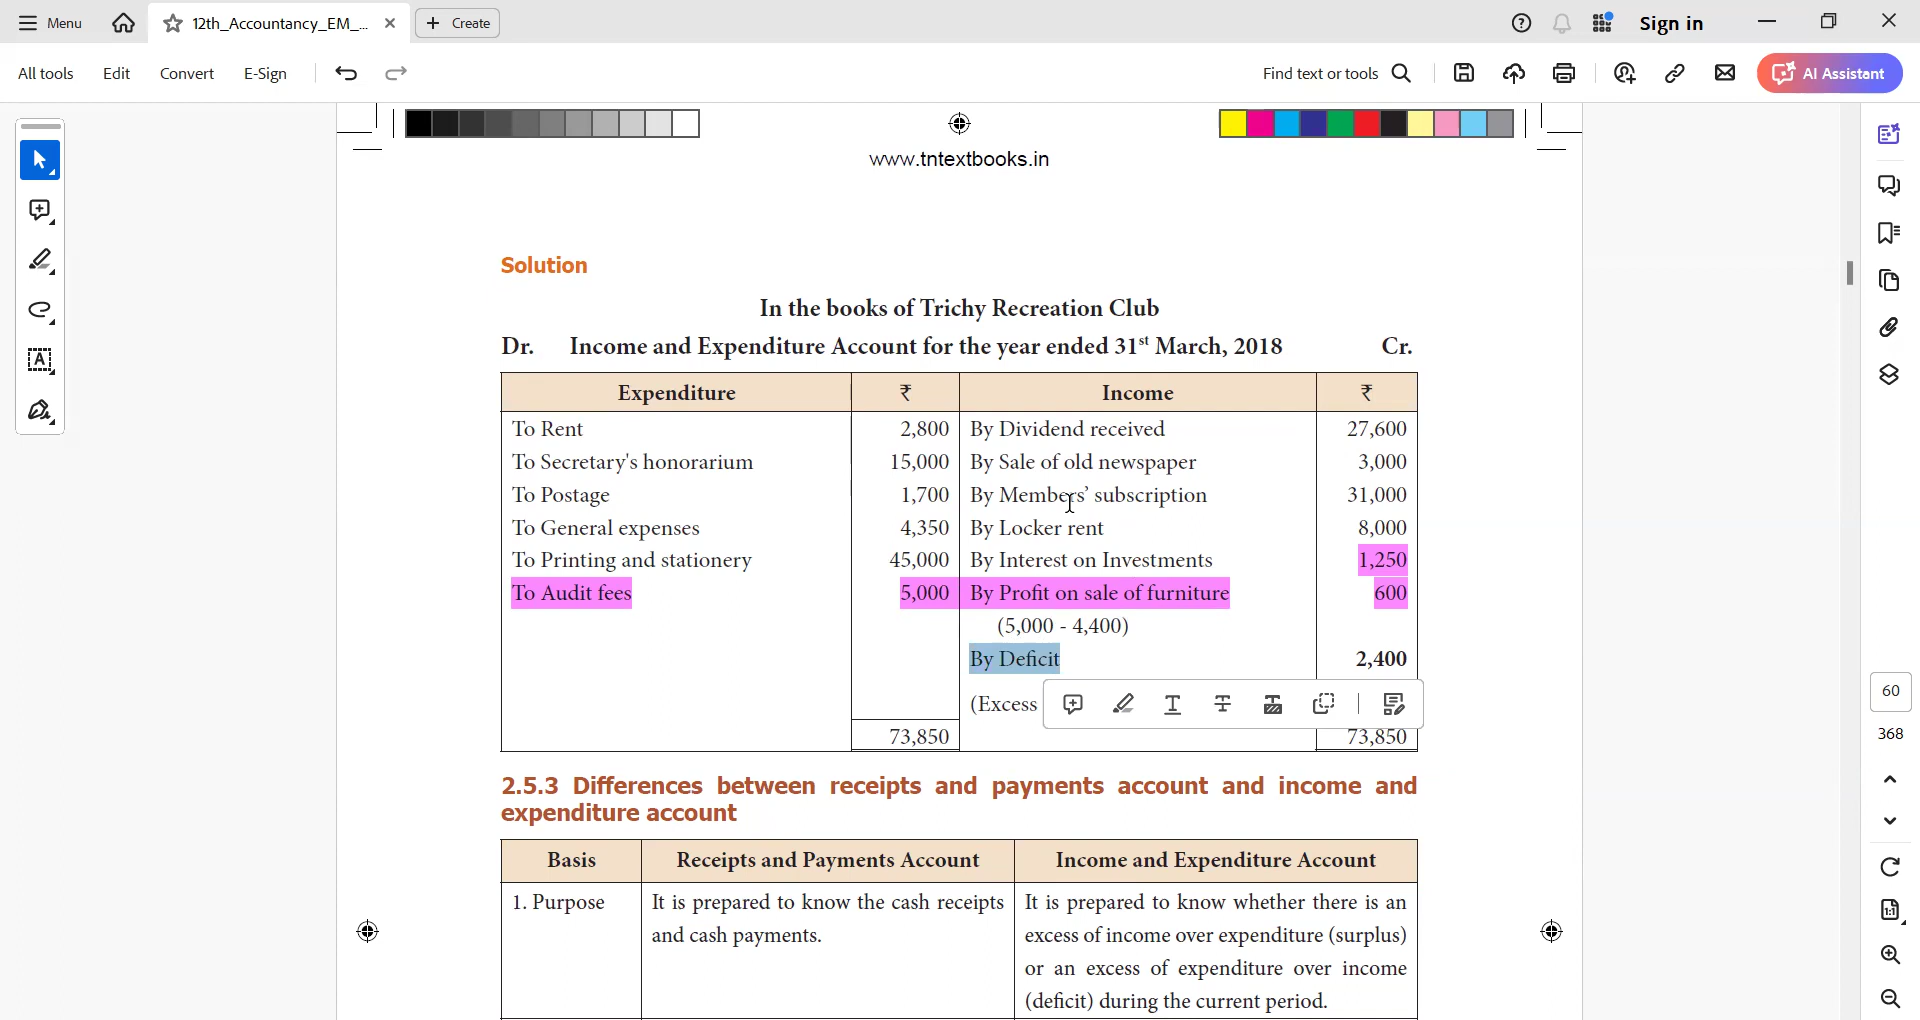 Menu
12th_Accountancy_EM_...
Create
Sign in
All tools
Edit
Convert
E-Sign
Find text or tools
AI Assistant
www.tntextbooks.in
Solution
In the books of Trichy Recreation Club
Dr. Income and Expenditure Account for the year ended 31st March, 2018 Cr.
Expenditure ₹ Income ₹
To Rent 2,800 By Dividend received 27,600
To Secretary's honorarium 15,000 By Sale of old newspaper 3,000
To Postage 1,700 By Members’ subscription 31,000
To General expenses 4,350 By Locker rent 8,000
To Printing and stationery 45,000 By Interest on Investments 1,250
To Audit fees 5,000 By Profit on sale of furniture 600
(5,000 - 4,400)
By Deficit 2,400
(Excess
73,850 73,850
2.5.3 Differences between receipts and payments account and income and
expenditure account
Basis Receipts and Payments Account Income and Expenditure Account
1. Purpose It is prepared to know the cash receipts It is prepared to know whether there is an
and cash payments. excess of income over expenditure (surplus)
or an excess of expenditure over income
(deficit) during the current period.
60
368